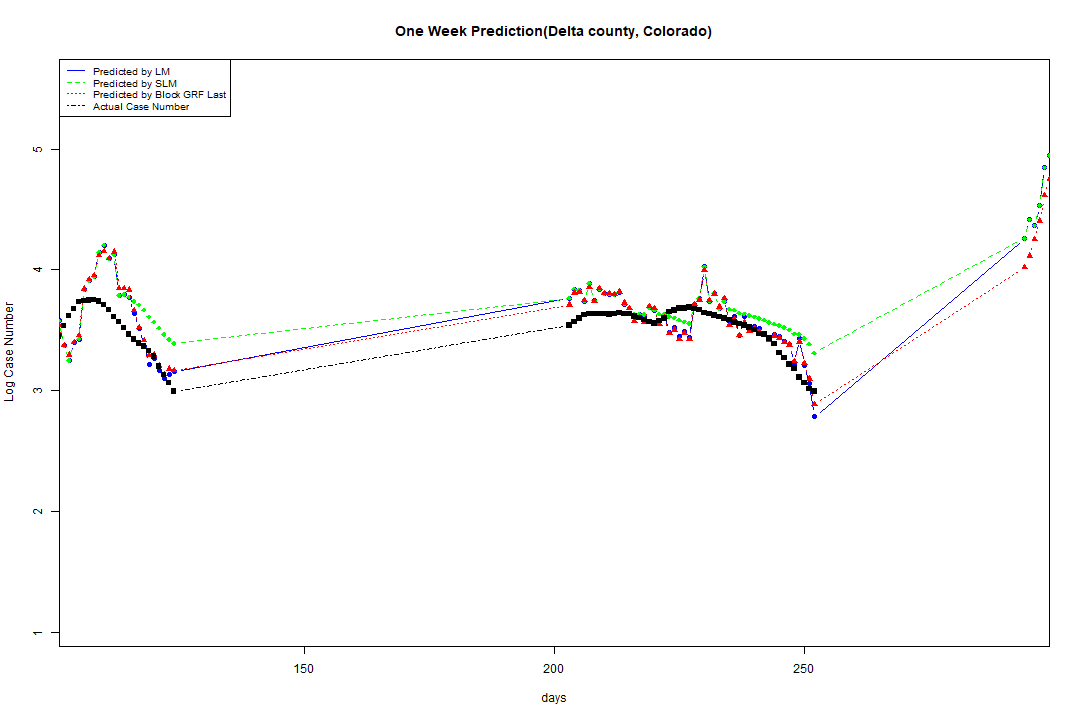 One Week Prediction(Delta county, Colorado)
Predicted by LM
Predicted by SLM
Predicted by Block GRF Last
Actual Case Number
Log Case Number
5
4
3
2
1
150
200
250
days